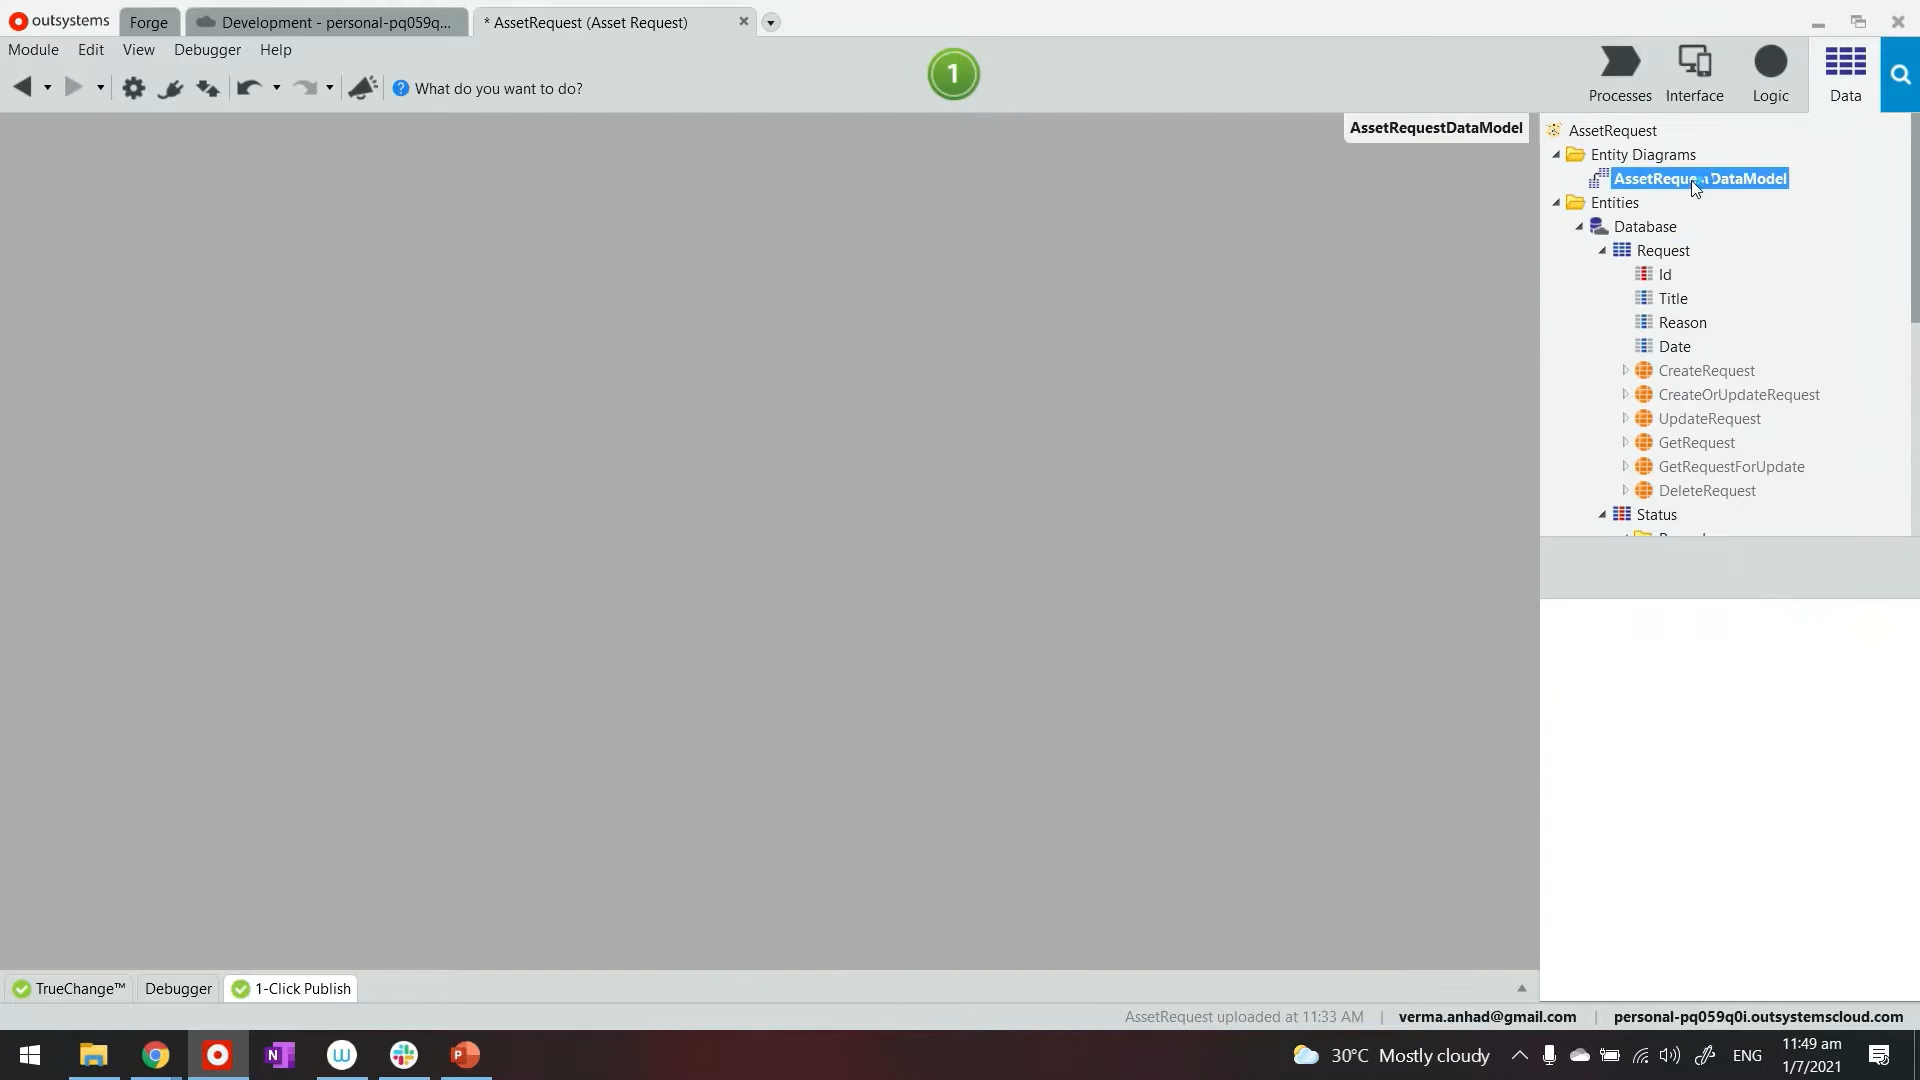 outsystems
Forge
Development - personal-pq059q...
* AssetRequest (Asset Request)
Module
Edit
View
Debugger
Help
What do you want to do?
1
Processes
Interface
Logic
Data
AssetRequestDataModel
AssetRequest
Entity Diagrams
AssetRequestDataModel
Entities
Database
Request
Id
Title
Reason
Date
CreateRequest
CreateOrUpdateRequest
UpdateRequest
GetRequest
GetRequestForUpdate
DeleteRequest
Status
TrueChange™
Debugger
1-Click Publish
AssetRequest uploaded at 11:33 AM | verma.anhad@gmail.com | personal-pq059q0i.outsystemscloud.com
30°C Mostly cloudy
ENG
11:49 am
1/7/2021